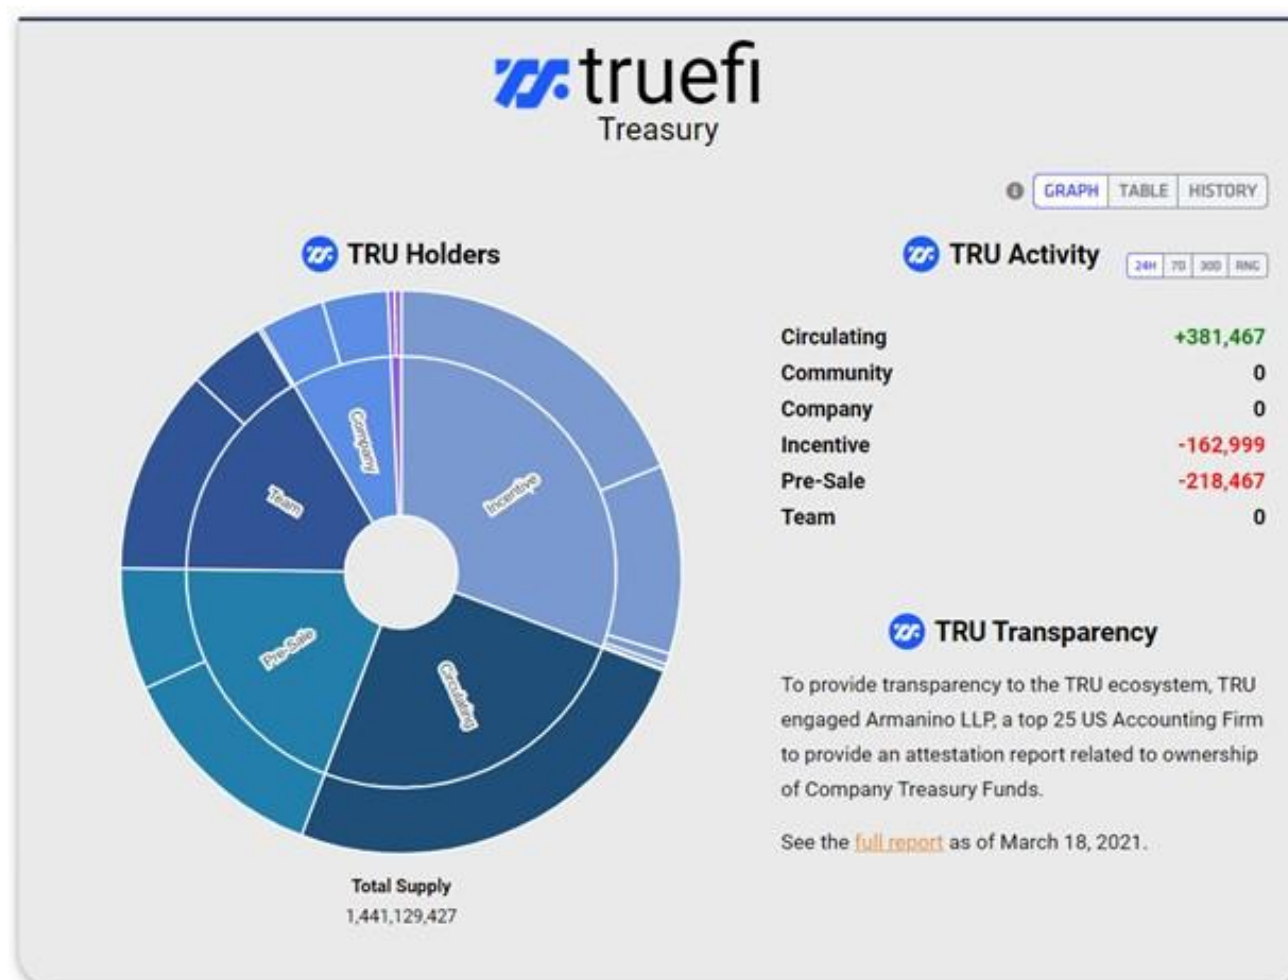 truefi
Treasury
GRAPH TABLE HISTORY
TRU Holders
TRU Activity
24H 7D 30D RNG
Incentive
Circulating
Pre-Sale
Team
Company
Total Supply
1,441,129,427
Circulating +381,467
Community 0
Company 0
Incentive -162,999
Pre-Sale -218,467
Team 0
TRU Transparency
To provide transparency to the TRU ecosystem, TRU
engaged Armanino LLP, a top 25 US Accounting Firm
to provide an attestation report related to ownership
of Company Treasury Funds.
See the full report as of March 18, 2021.